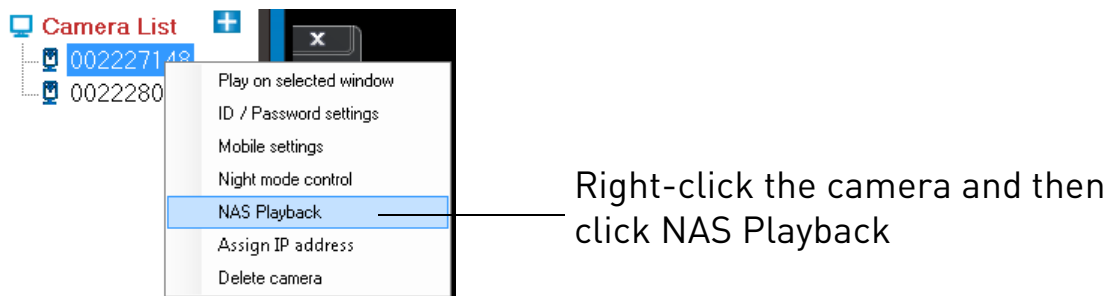 Camera List
002227148
0022280
Play on selected window
ID / Password settings
Mobile settings
Night mode control
NAS Playback
Assign IP address
Delete camera
Right-click the camera and then
click NAS Playback